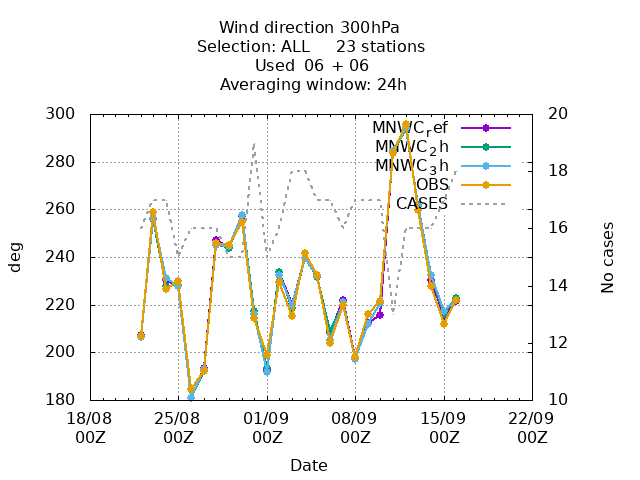 Wind direction 300hPa
Selection: ALL     23 stations
Used  06 + 06
Averaging window: 24h
300 20
MNWC_ref
MNWC_2h
280 18
MNWC_3h
OBS
CASES
260 16
240 14
220
200 12
180 10
deg
No cases
18/08 25/08 01/09 08/09 15/09 22/09
00Z 00Z 00Z 00Z 00Z 00Z
Date